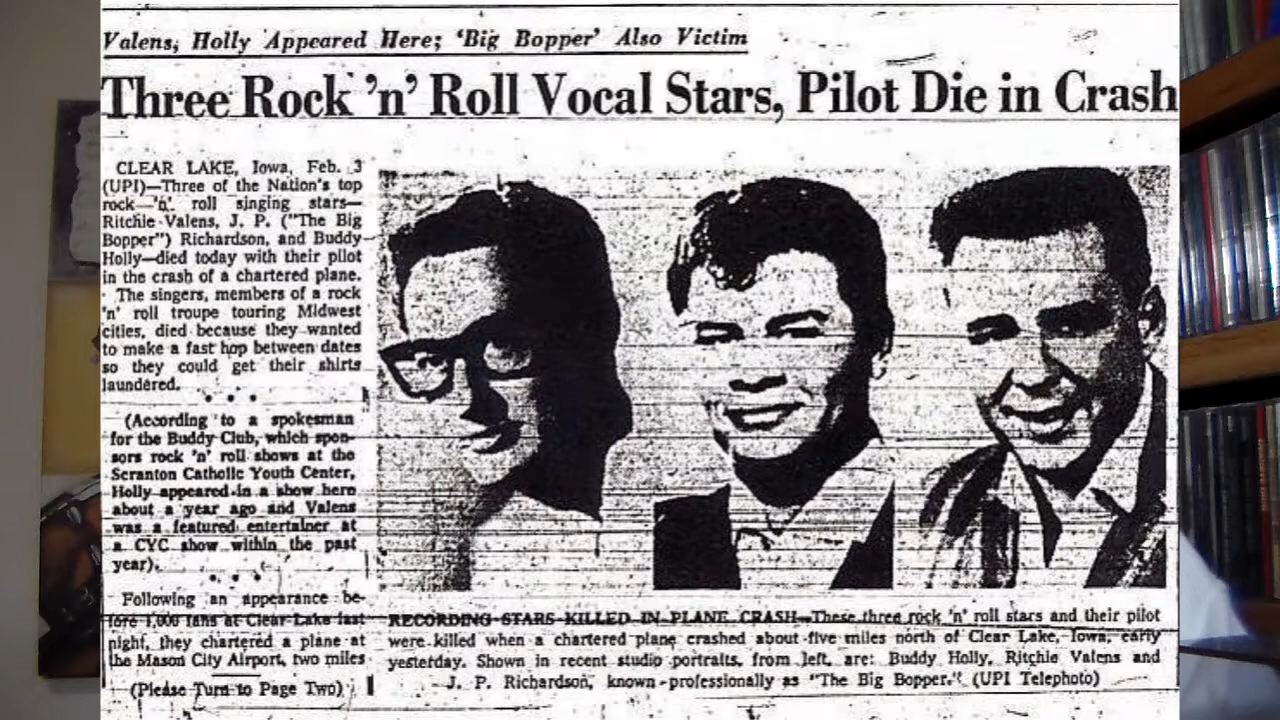 Valens, Holly Appeared Here; 'Big Bopper' Also Victim
Three Rock 'n' Roll Vocal Stars, Pilot Die in Crash
CLEAR LAKE, Iowa, Feb. 3
(UPI)—Three of the Nation's top
rock 'n' roll singing stars—
Ritchie Valens, J. P. ("The Big
Bopper") Richardson, and Buddy
Holly—died today with their pilot
in the crash of a chartered plane.
The singers, members of a rock
'n' roll troupe touring Midwest
cities, died because they wanted
to make a fast hop between dates
so they could get their shirts
laundered.
(According to a spokesman
for the Buddy Club, which spon-
sors rock 'n' roll shows at the
Scranton Catholic Youth Center,
Holly appeared in a show here
about a year ago and Valens
was a featured entertainer at
a CYC show within the past
year).
Following an appearance be-
fore 1,000 fans at Clear Lake last
night, they chartered a plane at
the Mason City Airport, two miles
(Please Turn to Page Two)
RECORDING STARS KILLED IN PLANE CRASH—These three rock 'n' roll stars and their pilot
were killed when a chartered plane crashed about five miles north of Clear Lake, Iowa, early
yesterday. Shown in recent studio portraits, from left, are: Buddy Holly, Ritchie Valens and
J. P. Richardson, known professionally as "The Big Bopper." (UPI Telephoto)